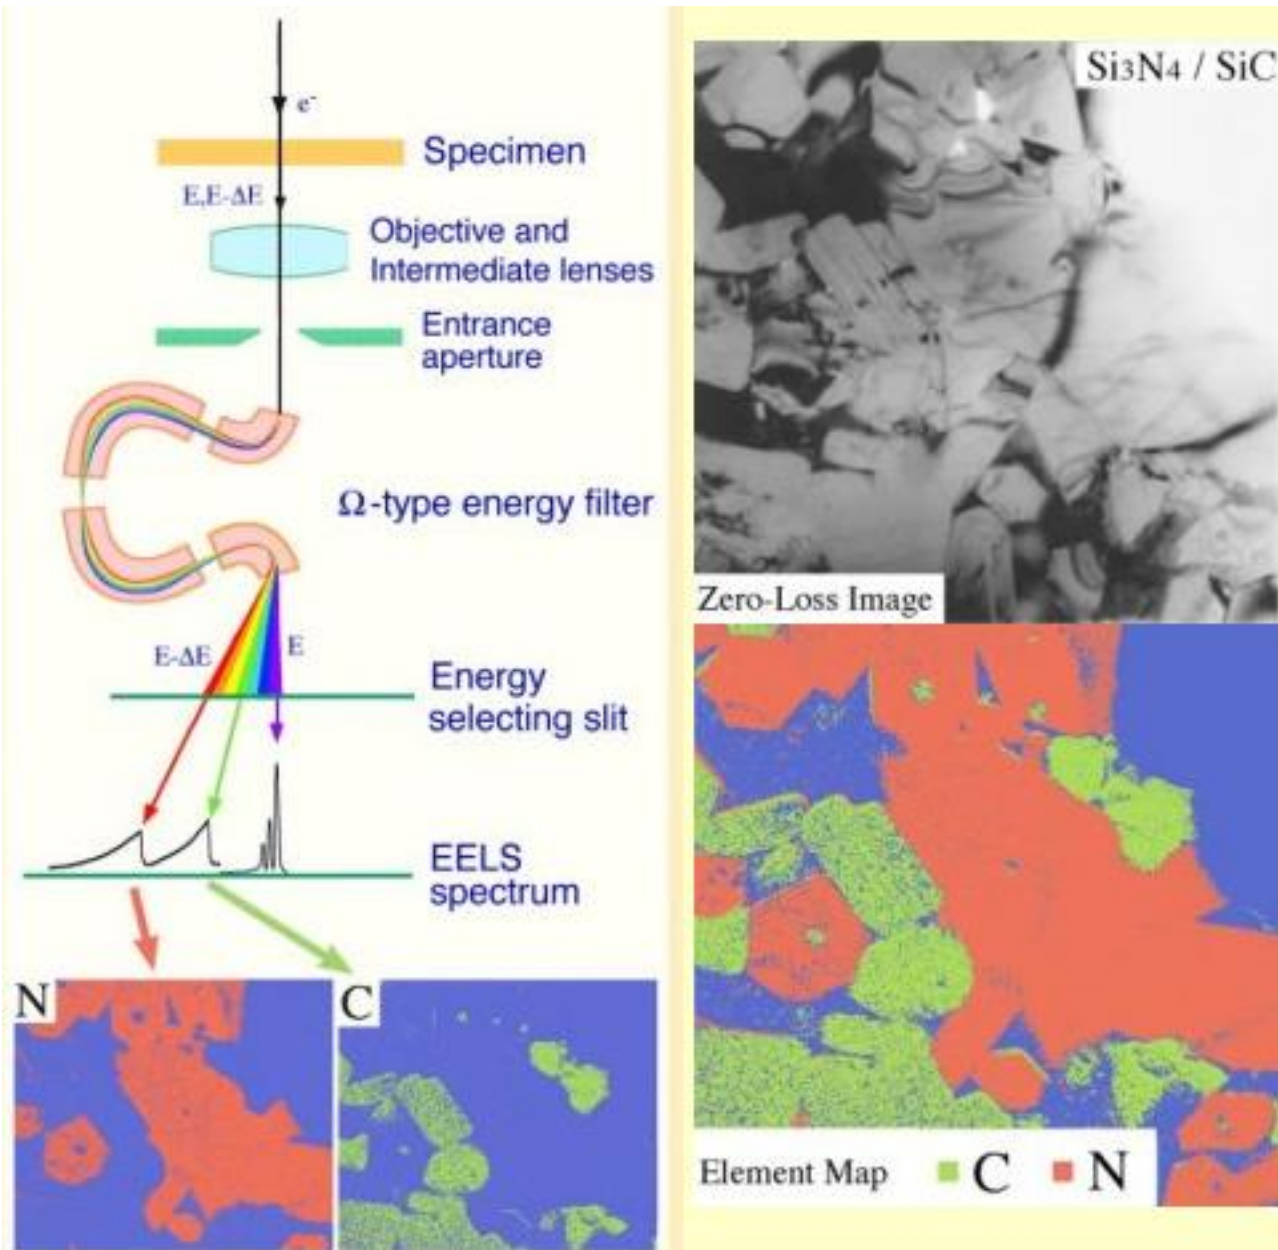 e-
Specimen
E,E-ΔE
Objective and
Intermediate lenses
Entrance
aperture
Ω-type energy filter
E-ΔE
E
Energy
selecting slit
EELS
spectrum
N
C
Si3N4 / SiC
Zero-Loss Image
Element Map C N